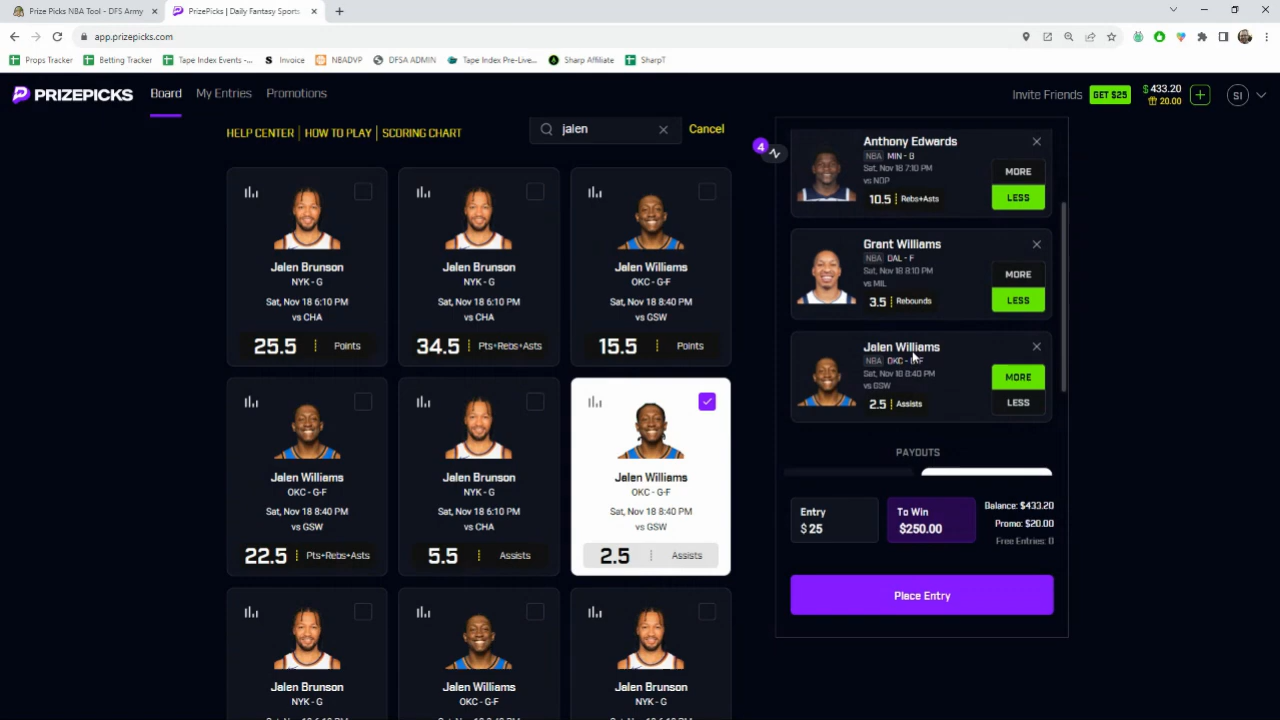 Prize Picks NBA Tool - DFS Army
PrizePicks | Daily Fantasy Sports
app.prizepicks.com
Props Tracker
Betting Tracker
Tape Index Events -...
Invoice
NBADVP
DFSA ADMIN
Tape Index Pre-Live...
Sharp Affiliate
SharpT
PRIZEPICKS
Board
My Entries
Promotions
Invite Friends
GET $25
$ 433.20
20.00
SI
HELP CENTER | HOW TO PLAY | SCORING CHART
jalen
Cancel
Jalen Brunson
NYK - G
Sat, Nov 18 6:10 PM
vs CHA
25.5 Points
Jalen Brunson
NYK - G
Sat, Nov 18 6:10 PM
vs CHA
34.5 Pts+Rebs+Asts
Jalen Williams
OKC - G-F
Sat, Nov 18 8:40 PM
vs GSW
15.5 Points
Jalen Williams
OKC - G-F
Sat, Nov 18 8:40 PM
vs GSW
22.5 Pts+Rebs+Asts
Jalen Brunson
NYK - G
Sat, Nov 18 6:10 PM
vs CHA
5.5 Assists
Jalen Williams
OKC - G-F
Sat, Nov 18 8:40 PM
vs GSW
2.5 Assists
Jalen Brunson
NYK - G
Jalen Williams
OKC - G-F
Jalen Brunson
NYK - G
4
Anthony Edwards
NBA MIN - G
Sat, Nov 18 7:10 PM
vs NOP
10.5 Rebs+Asts
MORE
LESS
Grant Williams
NBA DAL - F
Sat, Nov 18 8:10 PM
vs MIL
3.5 Rebounds
MORE
LESS
Jalen Williams
NBA OKC - G-F
Sat, Nov 18 8:40 PM
vs GSW
2.5 Assists
MORE
LESS
PAYOUTS
Entry
$ 25
To Win
$250.00
Balance: $433.20
Promo: $20.00
Free Entries: 0
Place Entry